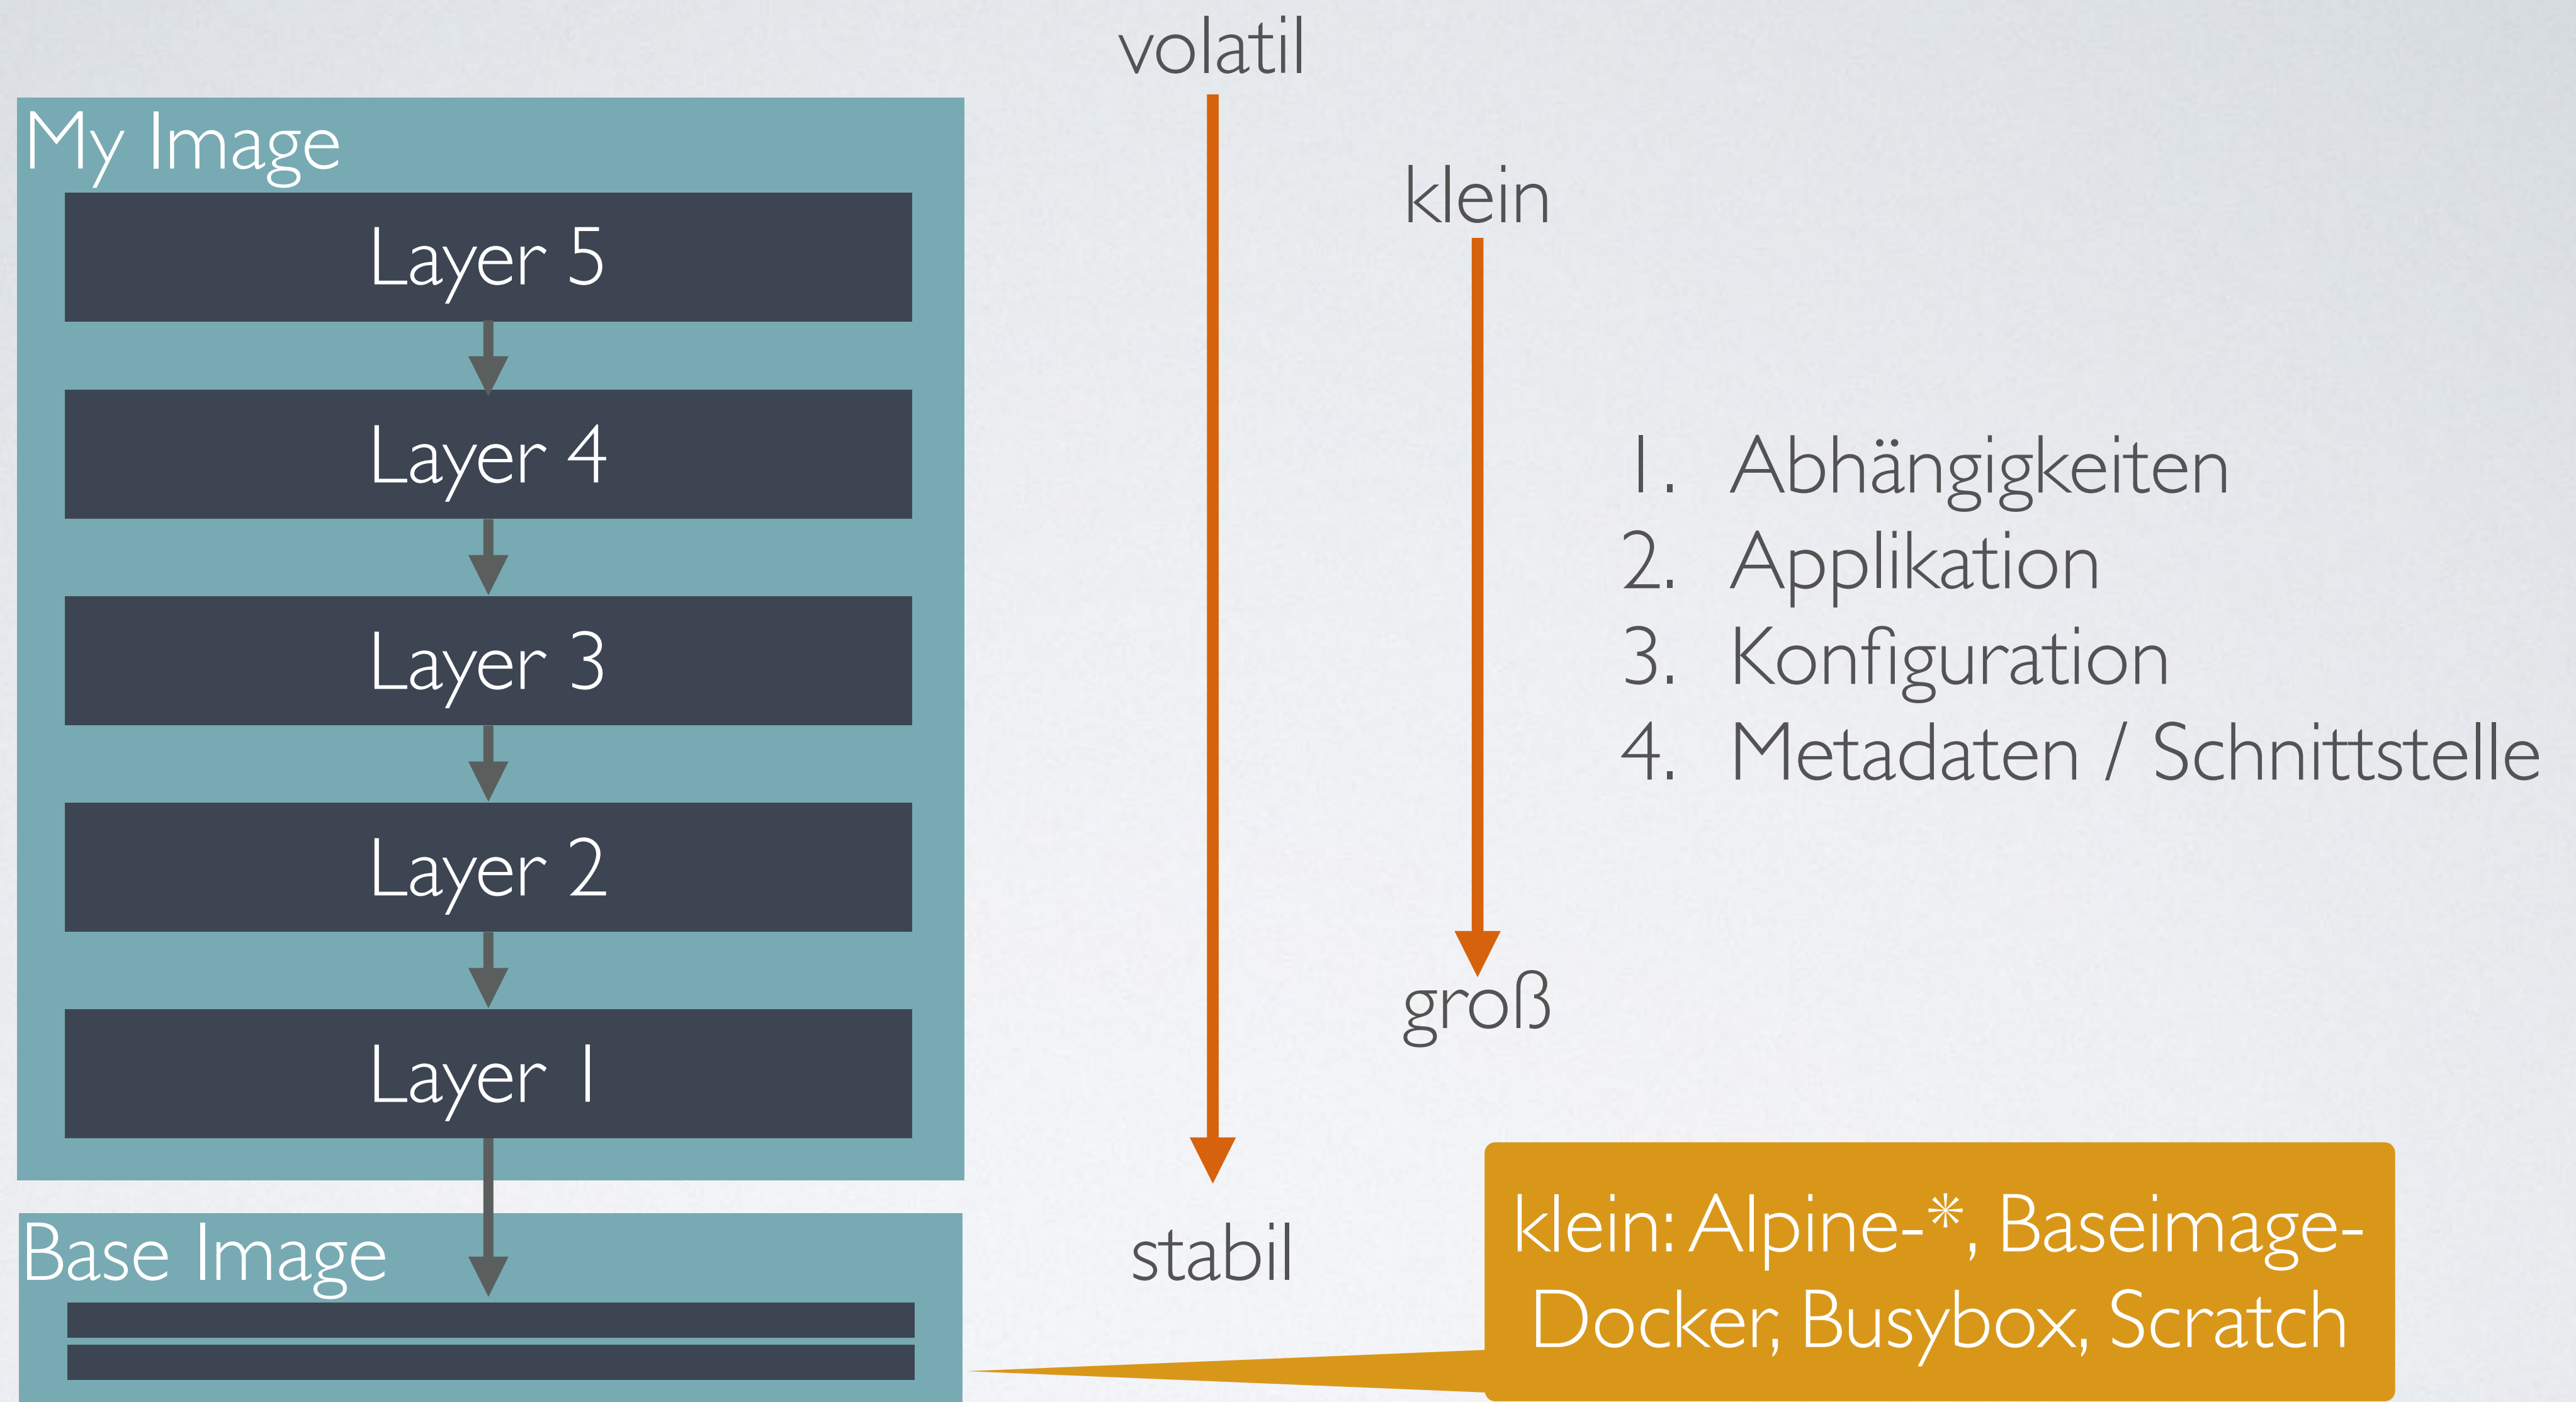 volatil
My Image
klein
Layer 5
Layer 4
Layer 3
Layer 2
Layer 1
1. Abhängigkeiten
2. Applikation
3. Konfiguration
4. Metadaten / Schnittstelle
groß
stabil
Base Image
klein: Alpine-*, Baseimage-
Docker, Busybox, Scratch